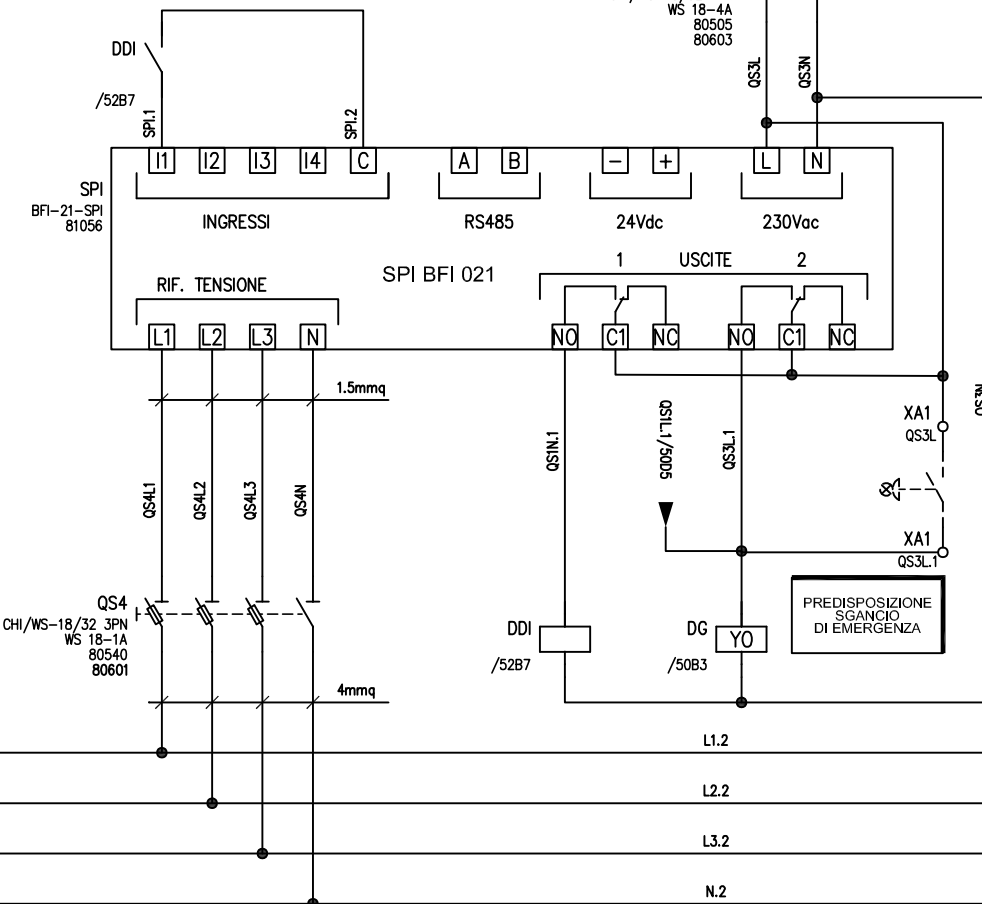 WS 18-4A
80505
80603
DDI
/52B7
SPI.1
SPI.2
QS3L
QS3N
I1 I2 I3 I4 C A B - + L N
SPI
BFI-21-SPI
81056
INGRESSI RS485 24Vdc 230Vac
SPI BFI 021
1 USCITE 2
RIF. TENSIONE
L1 L2 L3 N NO C1 NC NO C1 NC
1.5mmq
QS4L1
QS4L2
QS4L3
QS4N
QS1N.1
QS1L.1/50D5
QS3L.1
XA1
QS3L
XA1
QS3L.1
QS4
CHI/WS-18/32 3PN
WS 18-1A
80540
80601
DDI
/52B7
DG
YO
/50B3
PREDISPOSIZIONE
SGANCIO
DI EMERGENZA
4mmq
L1.2
L2.2
L3.2
N.2